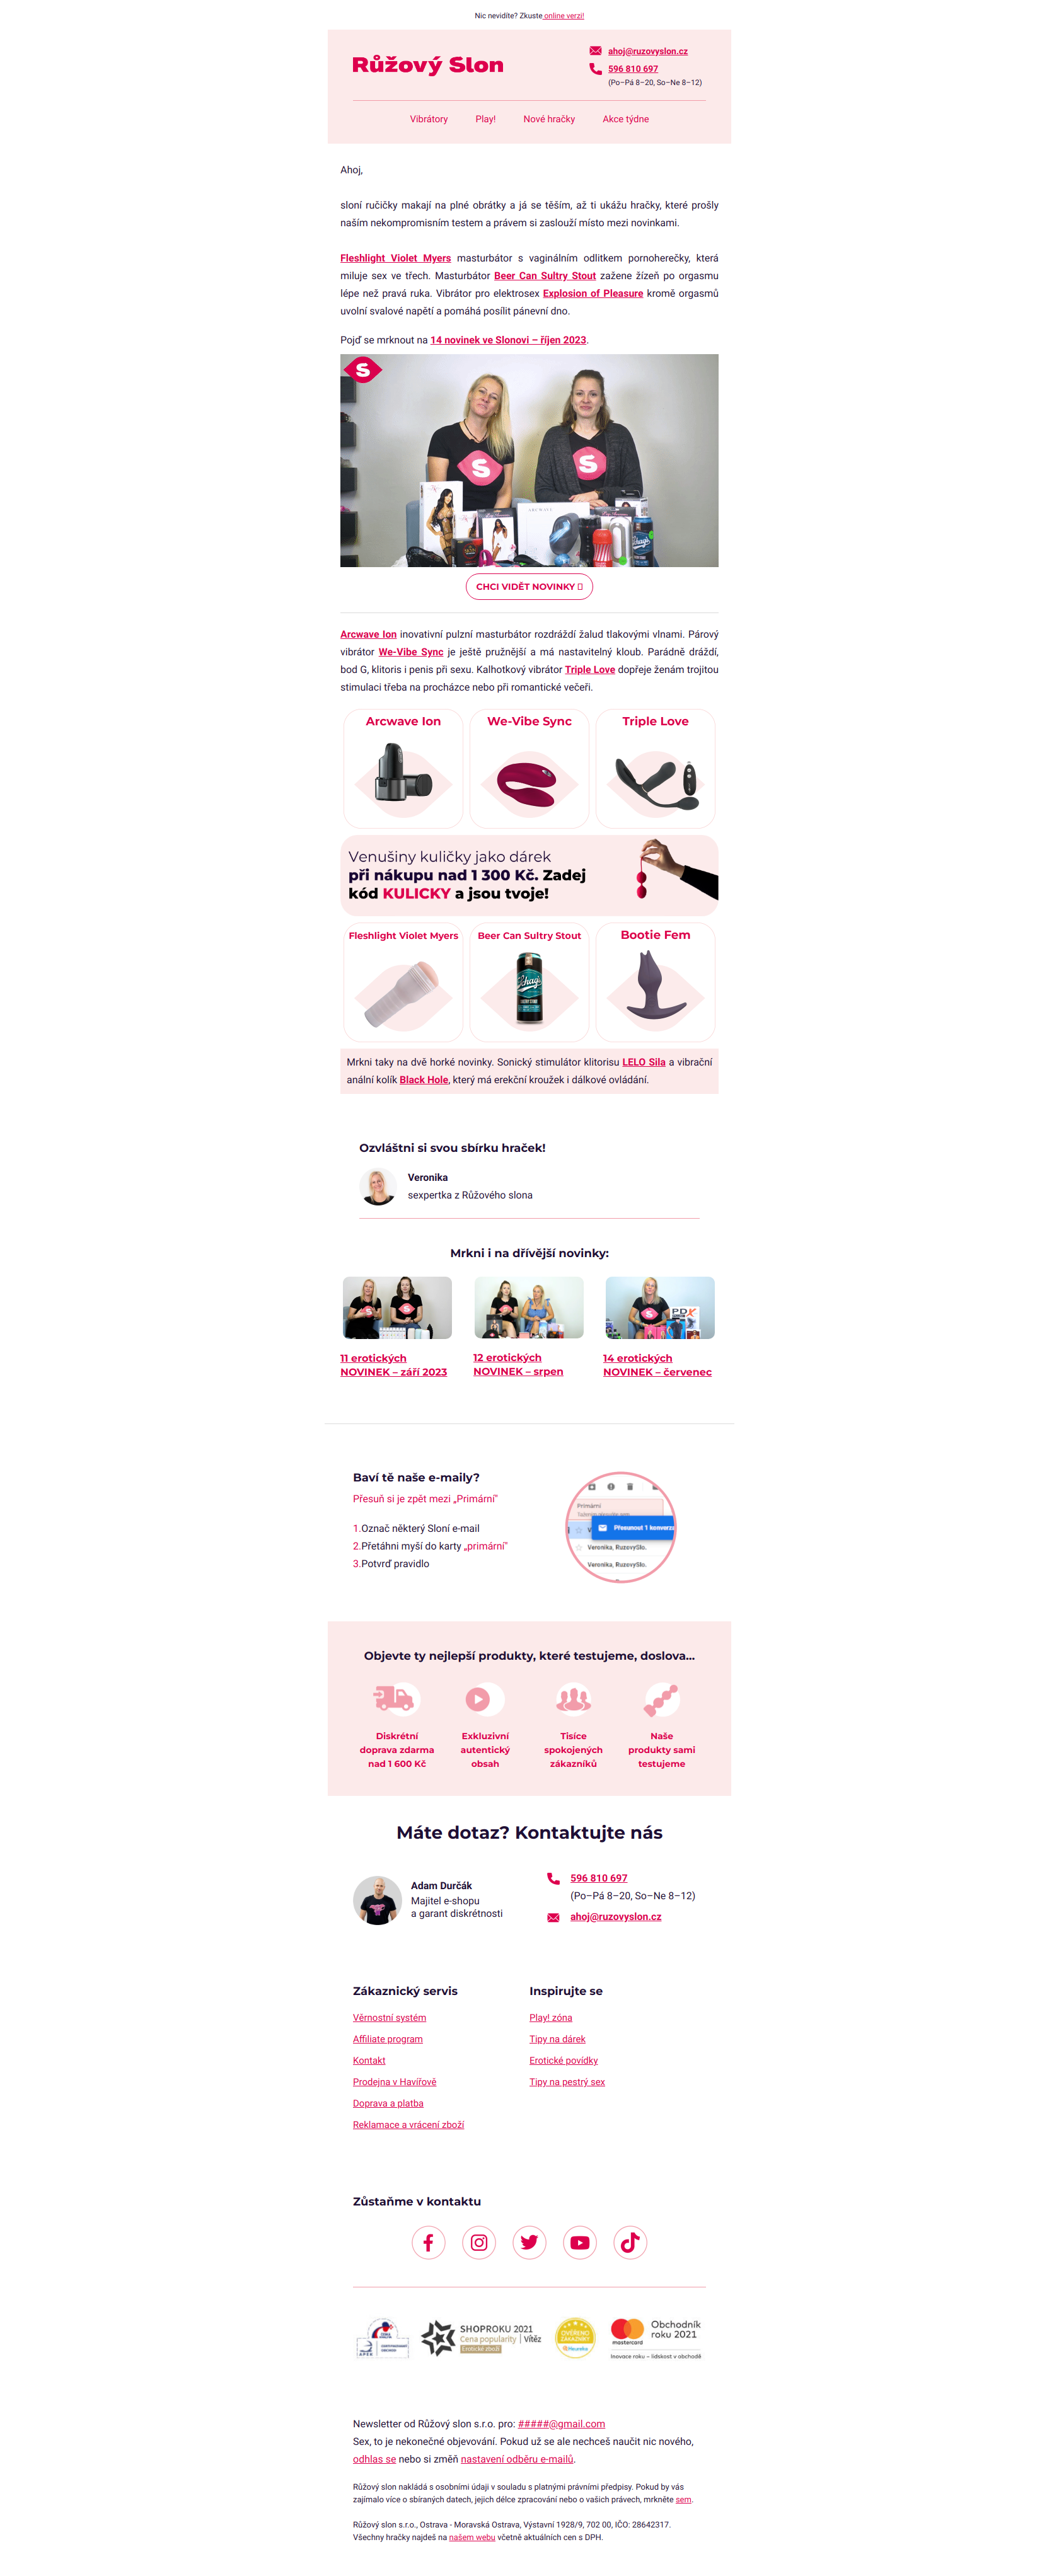 Nic nevidíte? Zkuste online verzi!
Růžový Slon
ahoj@ruzovyslon.cz
596 810 697
(Po–Pá 8–20, So–Ne 8–12)
Vibrátory Play! Nové hračky Akce týdne
Ahoj,
sloní ručičky makají na plné obrátky a já se těším, až ti ukážu hračky, které prošly
naším nekompromisním testem a právem si zaslouží místo mezi novinkami.
Fleshlight Violet Myers masturbátor s vaginálním odlitkem pornoherečky, která
miluje sex ve třech. Masturbátor Beer Can Sultry Stout zažene žízeň po orgasmu
lépe než pravá ruka. Vibrátor pro elektrosex Explosion of Pleasure kromě orgasmů
uvolní svalové napětí a pomáhá posílit pánevní dno.
Pojď se mrknout na 14 novinek ve Slonovi – říjen 2023.
S
S
S
ARCWAVE
Schag's
CHCI VIDĚT NOVINKY
Arcwave Ion inovativní pulzní masturbátor rozdráždí žalud tlakovými vlnami. Párový
vibrátor We-Vibe Sync je ještě pružnější a má nastavitelný kloub. Parádně dráždí,
bod G, klitoris i penis při sexu. Kalhotkový vibrátor Triple Love dopřeje ženám trojitou
stimulaci třeba na procházce nebo při romantické večeři.
Arcwave Ion We-Vibe Sync Triple Love
Venušiny kuličky jako dárek
při nákupu nad 1 300 Kč. Zadej
kód KULICKY a jsou tvoje!
Fleshlight Violet Myers Beer Can Sultry Stout Bootie Fem
Schag's
Mrkni taky na dvě horké novinky. Sonický stimulátor klitorisu LELO Sila a vibrační
anální kolík Black Hole, který má erekční kroužek i dálkové ovládání.
Ozvláštni si svou sbírku hraček!
Veronika
sexpertka z Růžového slona
Mrkni i na dřívější novinky:
S S
S PDX
11 erotických
NOVINEK – září 2023
12 erotických
NOVINEK – srpen
14 erotických
NOVINEK – červenec
Baví tě naše e-maily?
Přesuň si je zpět mezi „Primární“
1.Označ některý Sloní e-mail
2.Přetáhni myší do karty „primární“
3.Potvrď pravidlo
Primární
Přesunout 1 konverz
Veronika, RuzovySlo.
Veronika, RuzovySlo.
Objevte ty nejlepší produkty, které testujeme, doslova...
Diskrétní
doprava zdarma
nad 1 600 Kč
Exkluzivní
autentický
obsah
Tisíce
spokojených
zákazníků
Naše
produkty sami
testujeme
Máte dotaz? Kontaktujte nás
Adam Durčák
Majitel e-shopu
a garant diskrétnosti
596 810 697
(Po–Pá 8–20, So–Ne 8–12)
ahoj@ruzovyslon.cz
Zákaznický servis
Věrnostní systém
Affiliate program
Kontakt
Prodejna v Havířově
Doprava a platba
Reklamace a vrácení zboží
Inspirujte se
Play! zóna
Tipy na dárek
Erotické povídky
Tipy na pestrý sex
Zůstaňme v kontaktu
APEK
SHOPROKU 2021
Cena popularity | Vítěz
Erotické zboží
OVĚŘENO
ZÁKAZNÍKY
Heureka
mastercard
Obchodník
roku 2021
Inovace roku – lidskost v obchodě
Newsletter od Růžový slon s.r.o. pro: #####@gmail.com
Sex, to je nekonečné objevování. Pokud už se ale nechceš naučit nic nového,
odhlas se nebo si změň nastavení odběru e-mailů.
Růžový slon nakládá s osobními údaji v souladu s platnými právními předpisy. Pokud by vás
zajímalo více o sbíraných datech, jejich délce zpracování nebo o vašich právech, mrkněte sem.
Růžový slon s.r.o., Ostrava - Moravská Ostrava, Výstavní 1928/9, 702 00, IČO: 28642317.
Všechny hračky najdeš na našem webu včetně aktuálních cen s DPH.